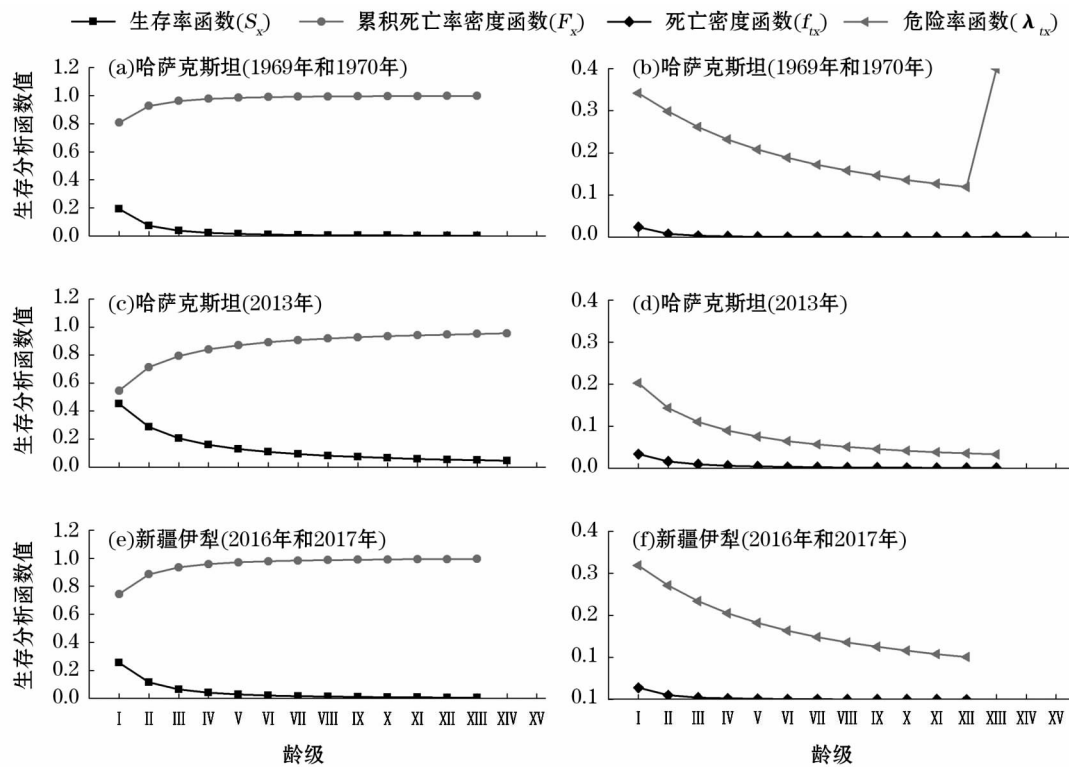 生存率函数(Sx) 累积死亡率密度函数(Fx) 死亡密度函数(ftx) 危险率函数(λtx)
生存分析函数值
1.2
1.0
0.8
0.6
0.4
0.2
0.0
(a)哈萨克斯坦(1969年和1970年)
0.4
0.3
0.2
0.1
0.0
(b)哈萨克斯坦(1969年和1970年)
生存分析函数值
1.2
1.0
0.8
0.6
0.4
0.2
0.0
(c)哈萨克斯坦(2013年)
0.4
0.3
0.2
0.1
0.0
(d)哈萨克斯坦(2013年)
生存分析函数值
1.2
1.0
0.8
0.6
0.4
0.2
0.0
(e)新疆伊犁(2016年和2017年)
I II III IV V VI VII VIII IX X XI XII XIII XIV XV
龄级
0.4
0.3
0.2
0.1
0.1
(f)新疆伊犁(2016年和2017年)
I II III IV V VI VII VIII IX X XI XII XIII XIV XV
龄级